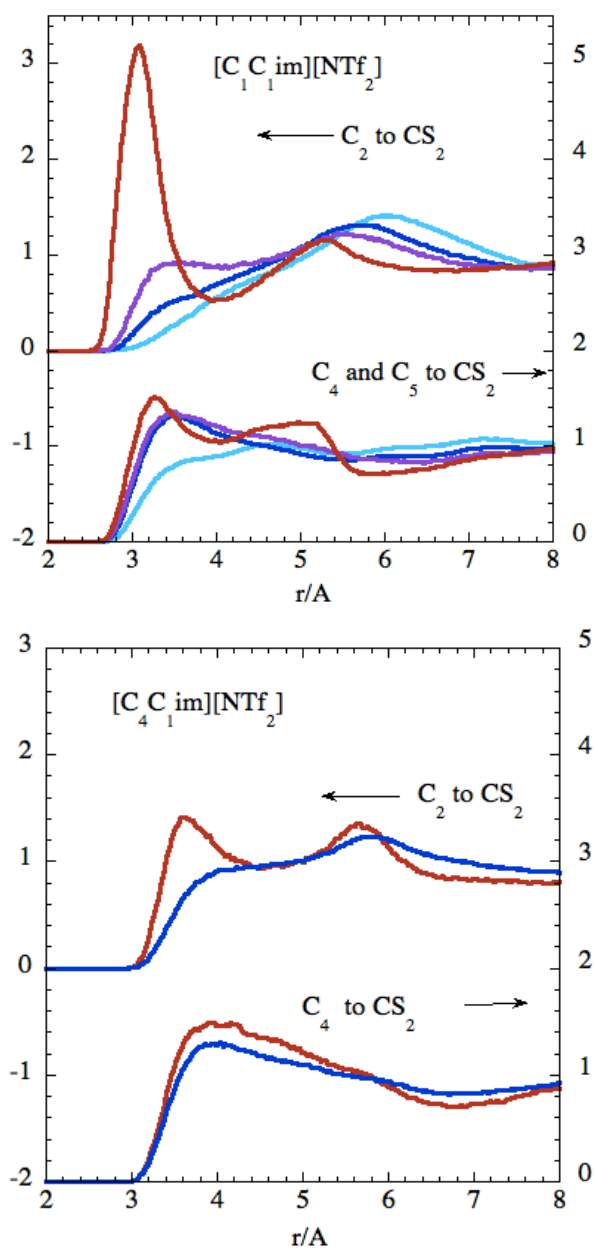 [C₁C₁im][NTf₂]
C₂ to CS₂
C₄ and C₅ to CS₂
3
2
1
0
-1
-2
5
4
3
2
1
0
2 3 4 5 6 7 8
r/A
[C₄C₁im][NTf₂]
C₂ to CS₂
C₄ to CS₂
3
2
1
0
-1
-2
5
4
3
2
1
0
2 3 4 5 6 7 8
r/A